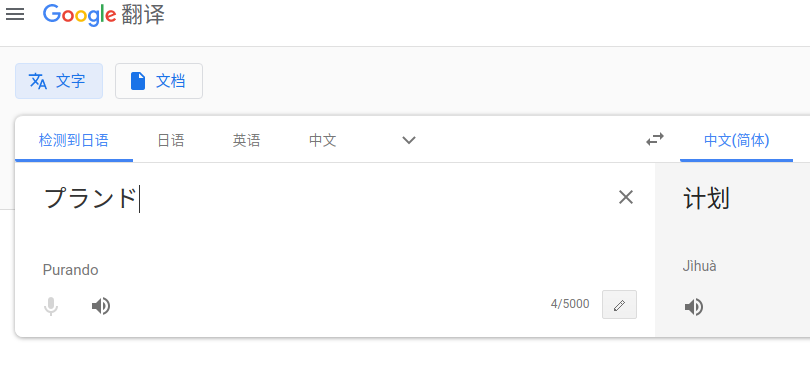 Google 翻译
文字 文档
检测到日语 日语 英语 中文 中文(简体)
プランド 计划
Purando Jìhuà
4/5000